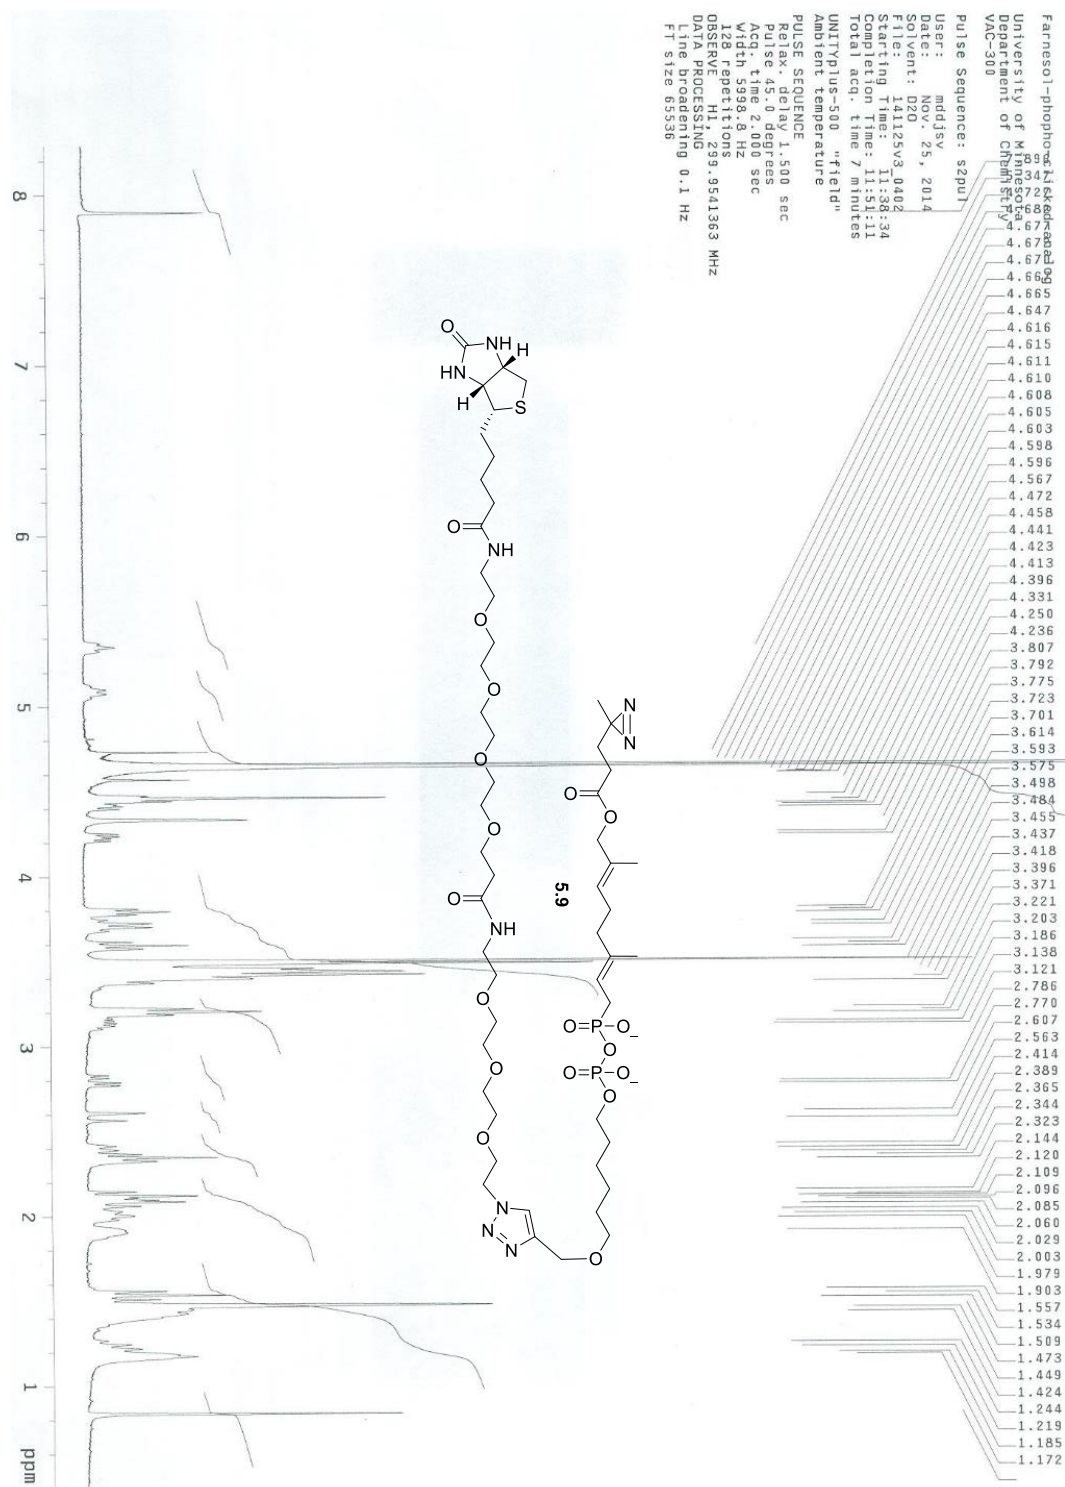 Farnesol-phopho-clicked analog
University of Minnesota
Department of Chemistry
VAC-300
Pulse Sequence: s2pul
User: mddjsv
Date: Nov. 25, 2014
Solvent: D2O
File: 141125v3_0402
Starting Time: 11:38:34
Completion Time: 11:51:11
Total acq. time 7 minutes
UNITYplus-500 "field"
Ambient temperature
PULSE SEQUENCE
Relax. delay 1.500 sec
Pulse 45.0 degrees
Acq. time 2.000 sec
Width 5998.8 Hz
128 repetitions
OBSERVE H1, 299.9541363 MHz
DATA PROCESSING
Line broadening 0.1 Hz
FT size 65536
4.665
4.647
4.616
4.615
4.611
4.610
4.608
4.605
4.603
4.598
4.596
4.567
4.472
4.458
4.441
4.423
4.413
4.396
4.331
4.250
4.236
3.807
3.792
3.775
3.723
3.701
3.614
3.593
3.575
3.498
3.484
3.455
3.437
3.418
3.396
3.371
3.221
3.203
3.186
3.138
3.121
2.786
2.770
2.607
2.563
2.414
2.389
2.365
2.344
2.323
2.144
2.120
2.109
2.096
2.085
2.060
2.029
2.003
1.979
1.903
1.557
1.534
1.509
1.473
1.449
1.424
1.244
1.219
1.185
1.172
O
NH
H
HN
H
S
O
NH
O
O
O
O
O
NH
O
O
O
N
N
N
O
N
N
O
O
5.9
O=P-O⁻
O
O=P-O⁻
O
8 7 6 5 4 3 2 1 ppm